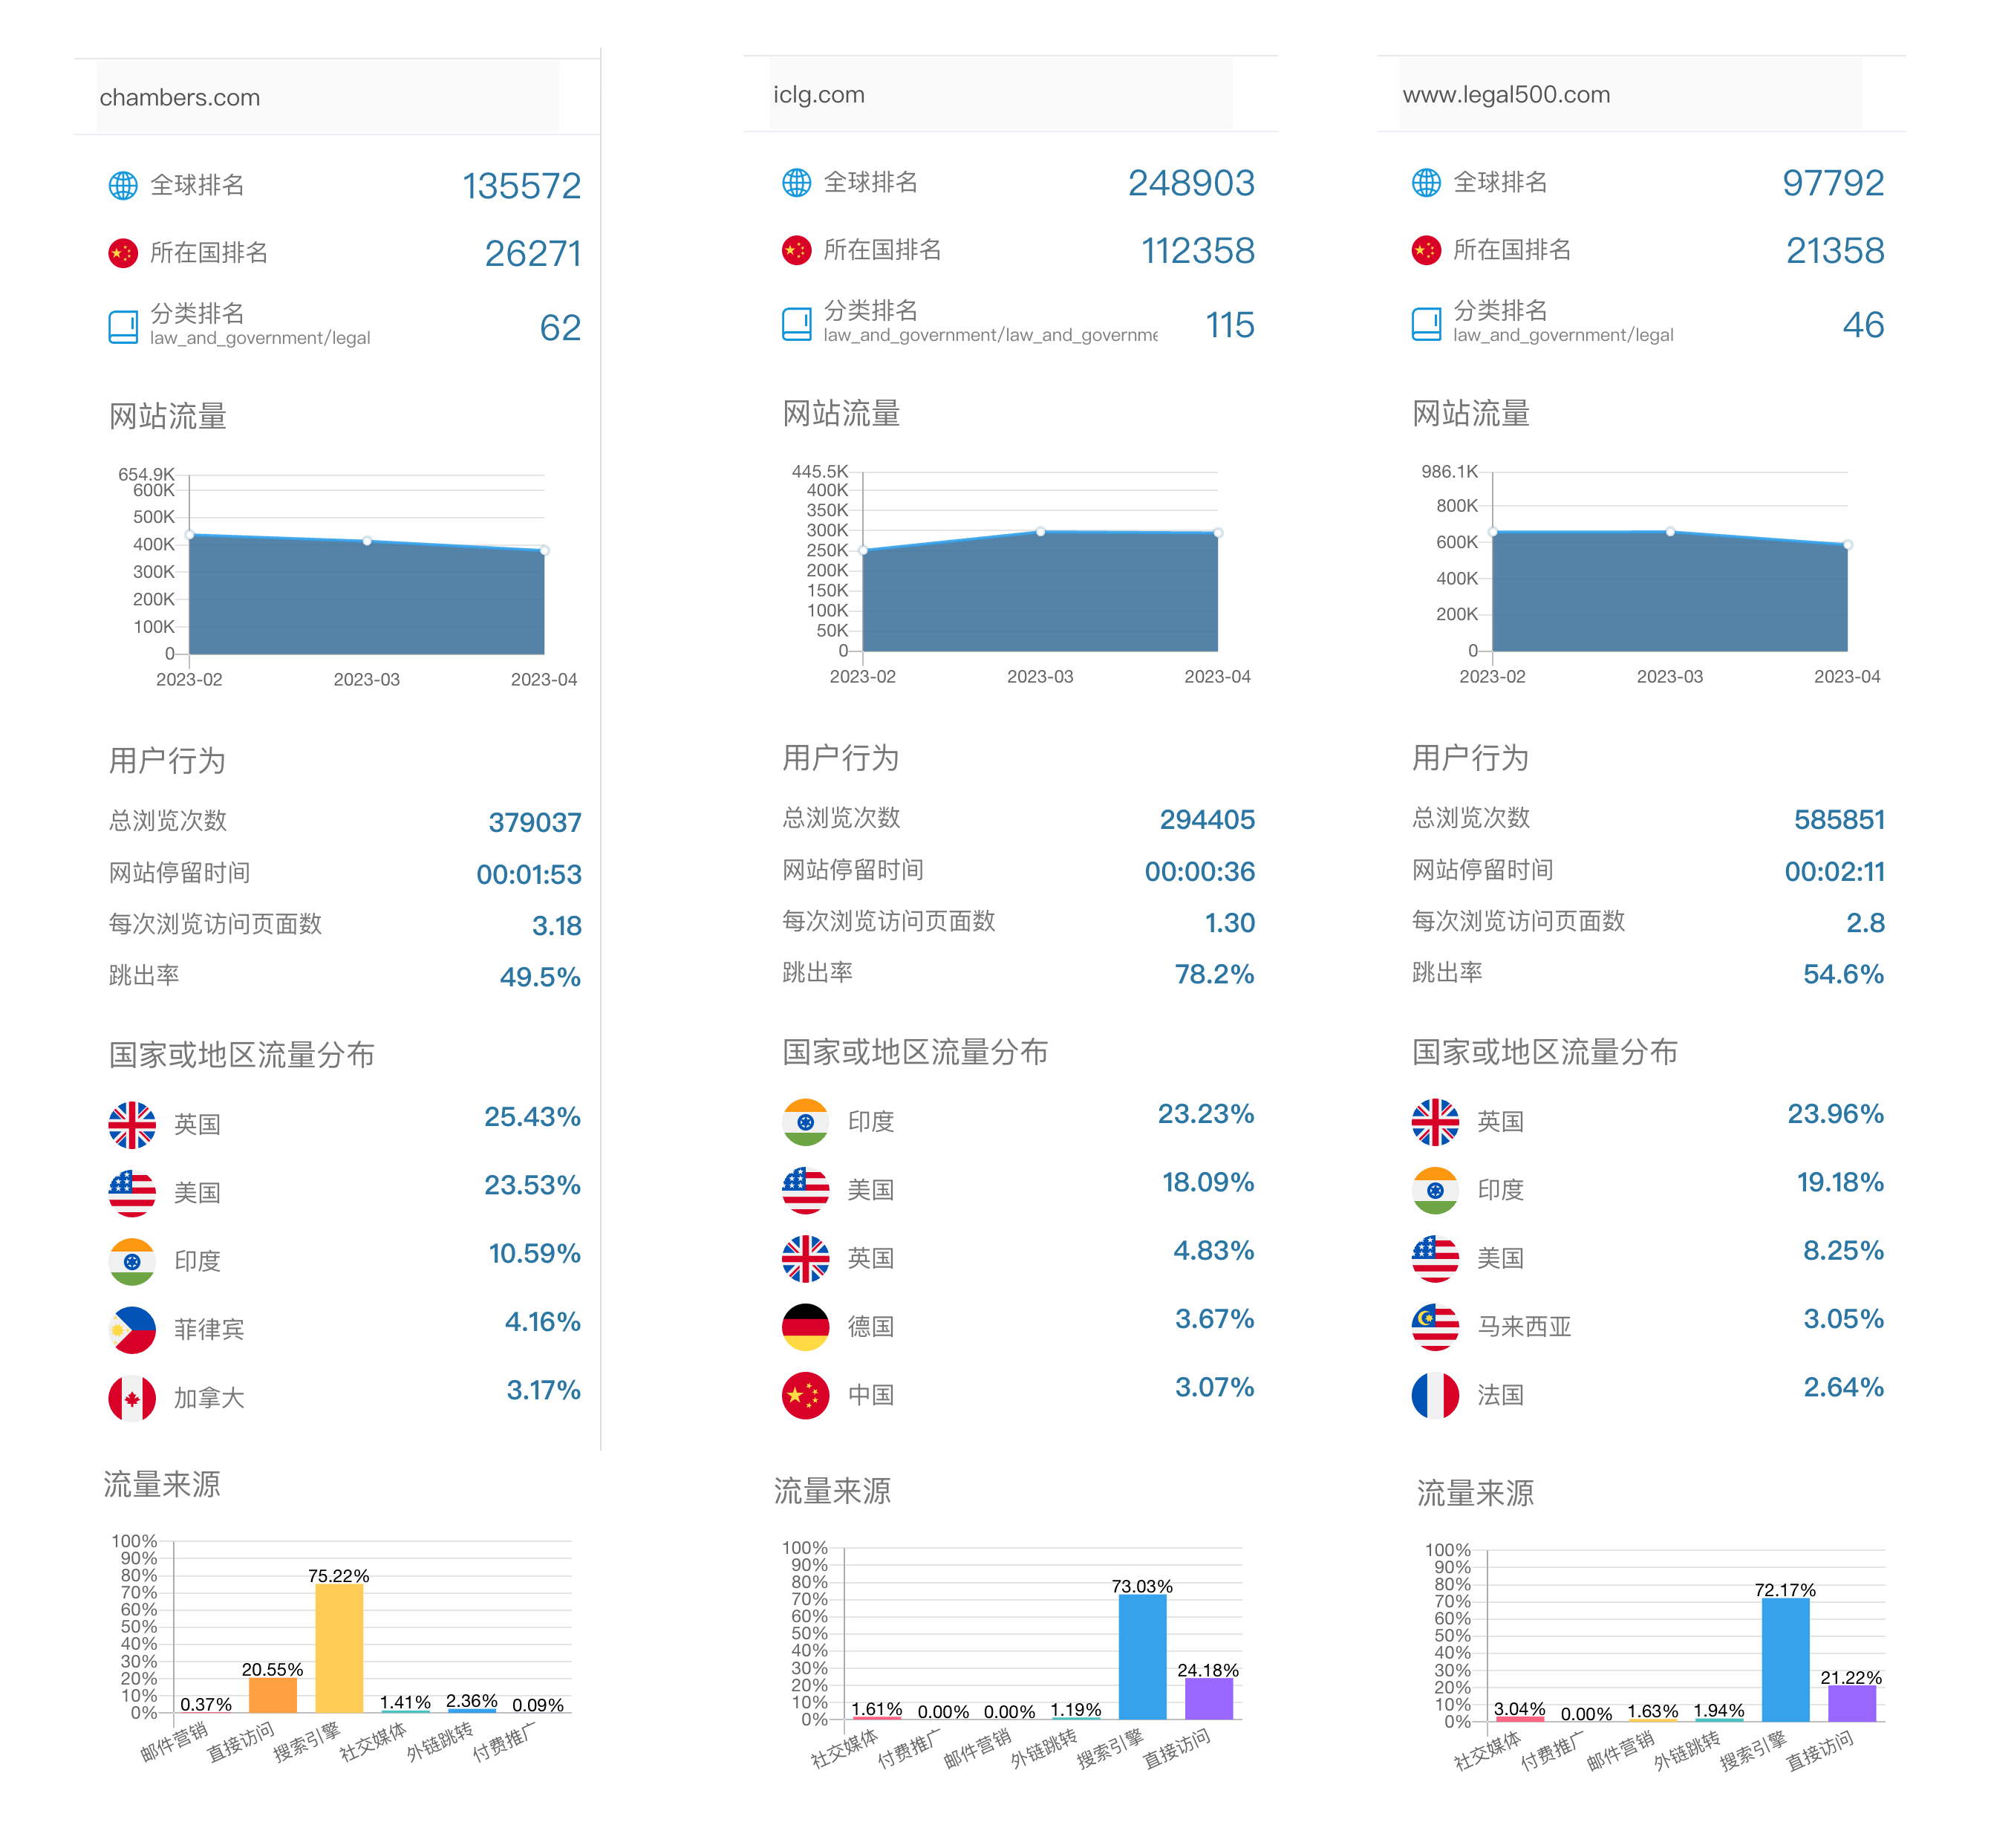 chambers.com
全球排名 135572
所在国排名 26271
分类排名
law_and_government/legal 62
网站流量
654.9K
600K
500K
400K
300K
200K
100K
0
2023-02 2023-03 2023-04
用户行为
总浏览次数 379037
网站停留时间 00:01:53
每次浏览访问页面数 3.18
跳出率 49.5%
国家或地区流量分布
英国 25.43%
美国 23.53%
印度 10.59%
菲律宾 4.16%
加拿大 3.17%
流量来源
100%
90%
80%
70%
60%
50%
40%
30%
20%
10%
0%
0.37% 20.55% 75.22% 1.41% 2.36% 0.09%
邮件营销 直接访问 搜索引擎 社交媒体 外链跳转 付费推广
iclg.com
全球排名 248903
所在国排名 112358
分类排名
law_and_government/law_and_governme 115
网站流量
445.5K
400K
350K
300K
250K
200K
150K
100K
50K
0
2023-02 2023-03 2023-04
用户行为
总浏览次数 294405
网站停留时间 00:00:36
每次浏览访问页面数 1.30
跳出率 78.2%
国家或地区流量分布
印度 23.23%
美国 18.09%
英国 4.83%
德国 3.67%
中国 3.07%
流量来源
100%
90%
80%
70%
60%
50%
40%
30%
20%
10%
0%
1.61% 0.00% 0.00% 1.19% 73.03% 24.18%
社交媒体 付费推广 邮件营销 外链跳转 搜索引擎 直接访问
www.legal500.com
全球排名 97792
所在国排名 21358
分类排名
law_and_government/legal 46
网站流量
986.1K
800K
600K
400K
200K
0
2023-02 2023-03 2023-04
用户行为
总浏览次数 585851
网站停留时间 00:02:11
每次浏览访问页面数 2.8
跳出率 54.6%
国家或地区流量分布
英国 23.96%
印度 19.18%
美国 8.25%
马来西亚 3.05%
法国 2.64%
流量来源
100%
90%
80%
70%
60%
50%
40%
30%
20%
10%
0%
3.04% 0.00% 1.63% 1.94% 72.17% 21.22%
社交媒体 付费推广 邮件营销 外链跳转 搜索引擎 直接访问